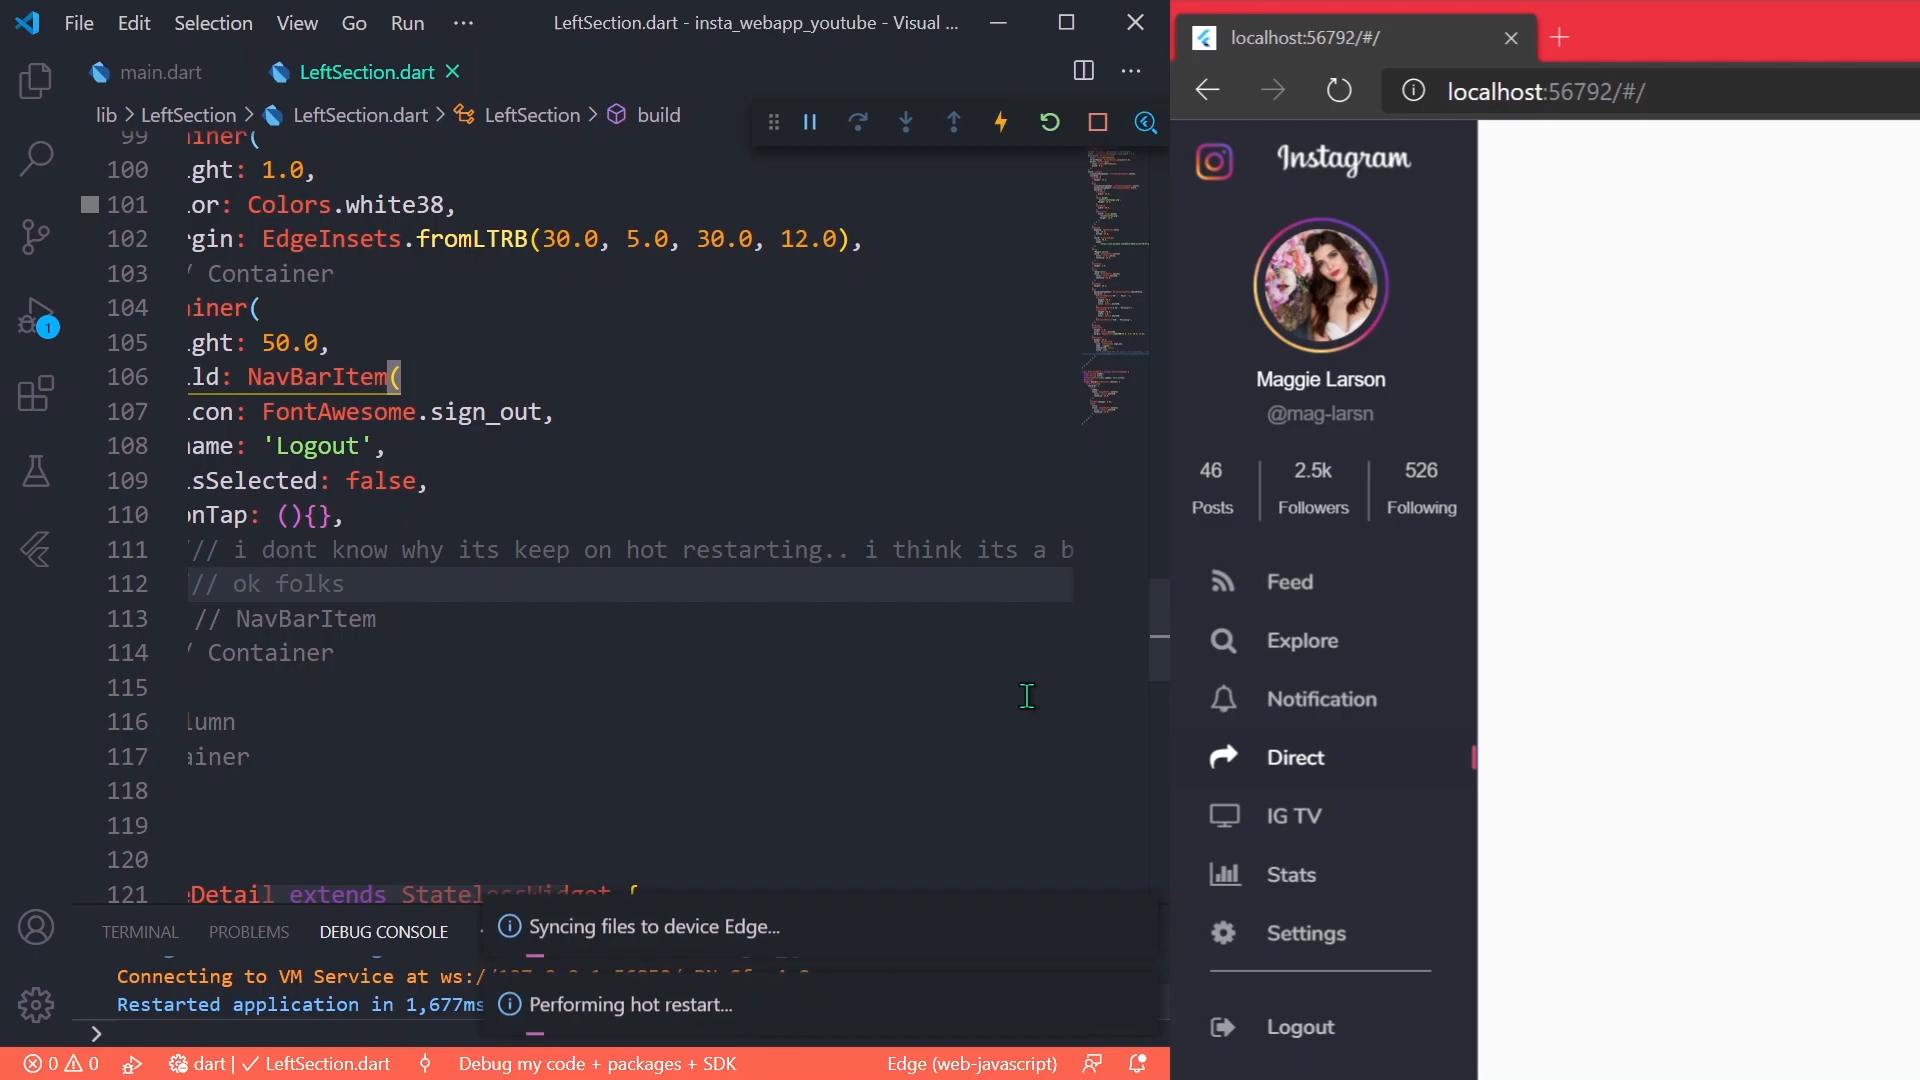 File Edit Selection View Go Run ··· LeftSection.dart - insta_webapp_youtube - Visual ...
main.dart LeftSection.dart
lib > LeftSection > LeftSection.dart > LeftSection > build
99 iner(
100 ght: 1.0,
101 or: Colors.white38,
102 gin: EdgeInsets.fromLTRB(30.0, 5.0, 30.0, 12.0),
103 / Container
104 iner(
105 ght: 50.0,
106 ld: NavBarItem(
107 con: FontAwesome.sign_out,
108 ame: 'Logout',
109 sSelected: false,
110 nTap: (){},
111 /// i dont know why its keep on hot restarting.. i think its a b
112 /// ok folks
113 // NavBarItem
114 / Container
115
116 lumn
117 ainer
118
119
120
121 Detail extends StatelessWidget {
TERMINAL PROBLEMS DEBUG CONSOLE
Connecting to VM Service at ws:/
Restarted application in 1,677ms
Syncing files to device Edge...
Performing hot restart...
>
0 0 dart | ✓ LeftSection.dart Debug my code + packages + SDK Edge (web-javascript)
1
localhost:56792/#/
localhost:56792/#/
Instagram
Maggie Larson
@mag-larsn
46 2.5k 526
Posts Followers Following
Feed
Explore
Notification
Direct
IG TV
Stats
Settings
Logout